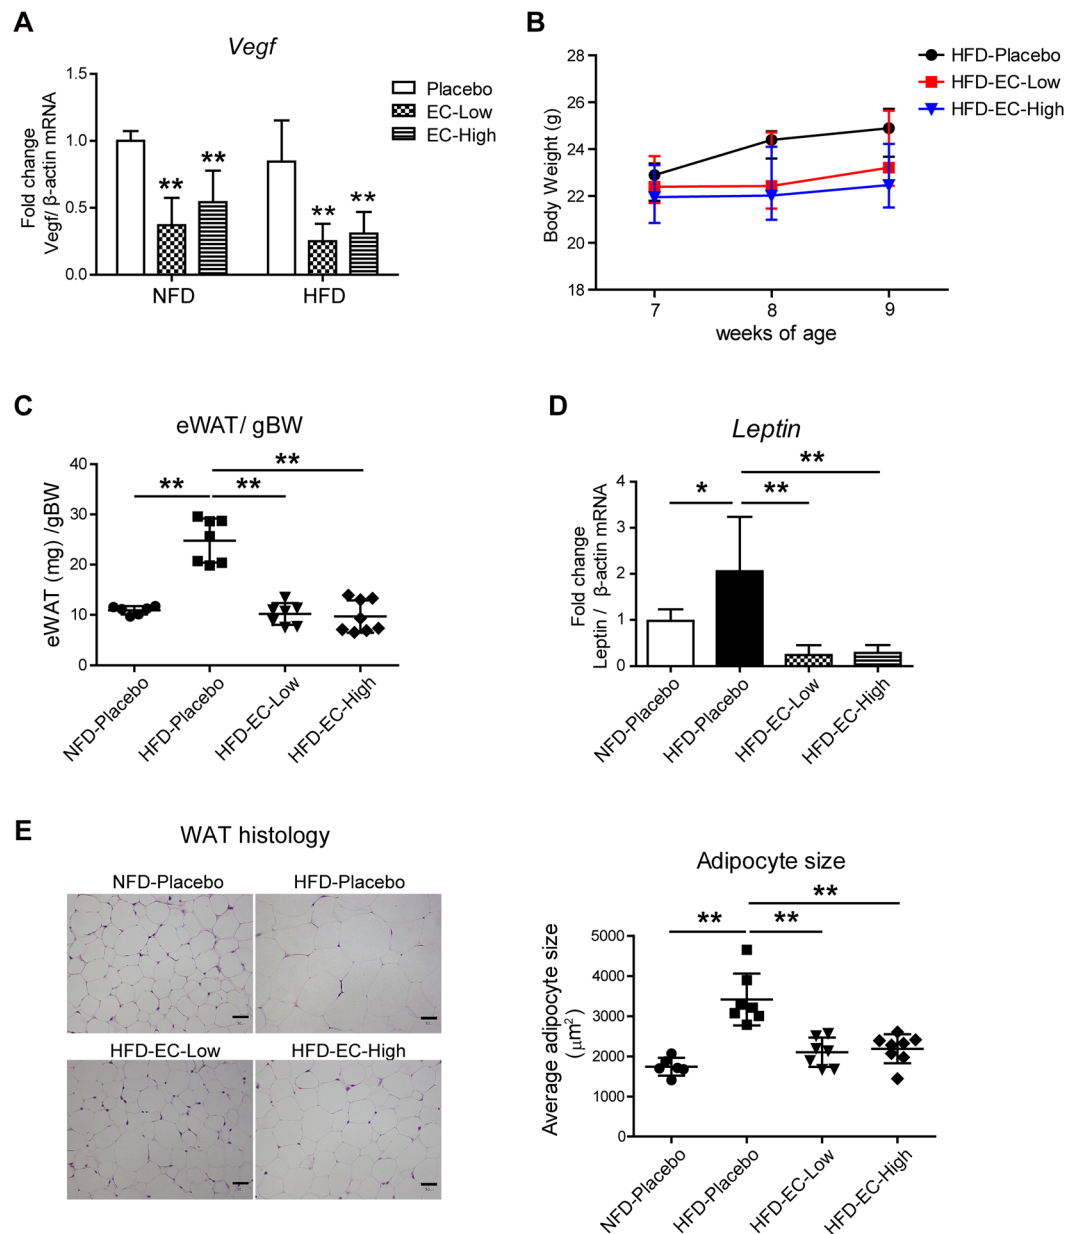 A
Vegf
Fold change
Vegf/ β-actin mRNA
1.5
1.0
0.5
0.0
**
**
**
**
NFD
HFD
Placebo
EC-Low
EC-High
B
Body Weight (g)
28
26
24
22
20
18
7
8
9
weeks of age
HFD-Placebo
HFD-EC-Low
HFD-EC-High
C
eWAT/ gBW
eWAT (mg) /gBW
40
30
20
10
0
**
**
**
NFD-Placebo
HFD-Placebo
HFD-EC-Low
HFD-EC-High
D
Leptin
Fold change
Leptin / β-actin mRNA
4
3
2
1
0
*
**
**
NFD-Placebo
HFD-Placebo
HFD-EC-Low
HFD-EC-High
E
WAT histology
NFD-Placebo
HFD-Placebo
HFD-EC-Low
HFD-EC-High
Adipocyte size
Average adipocyte size
(μm²)
5000
4000
3000
2000
1000
0
**
**
**
NFD-Placebo
HFD-Placebo
HFD-EC-Low
HFD-EC-High